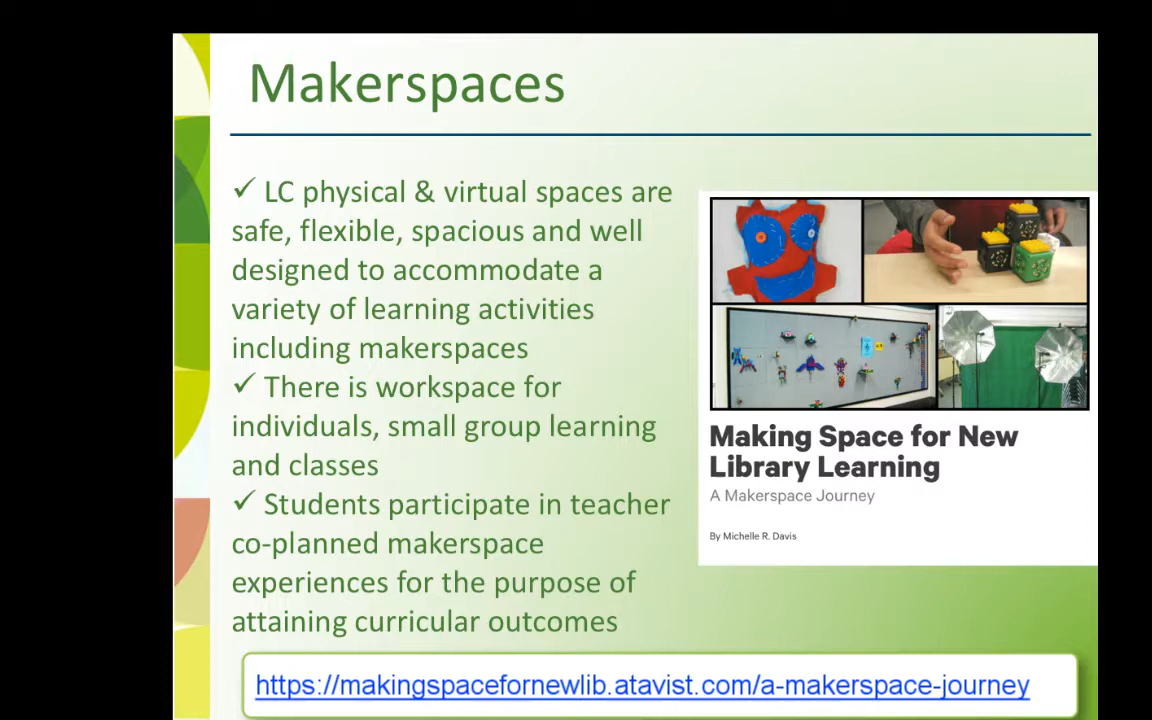 Makerspaces
✓ LC physical & virtual spaces are
safe, flexible, spacious and well
designed to accommodate a
variety of learning activities
including makerspaces
✓ There is workspace for
individuals, small group learning
and classes
✓ Students participate in teacher
co-planned makerspace
experiences for the purpose of
attaining curricular outcomes
Making Space for New
Library Learning
A Makerspace Journey
By Michelle R. Davis
https://makingspacefornewlib.atavist.com/a-makerspace-journey